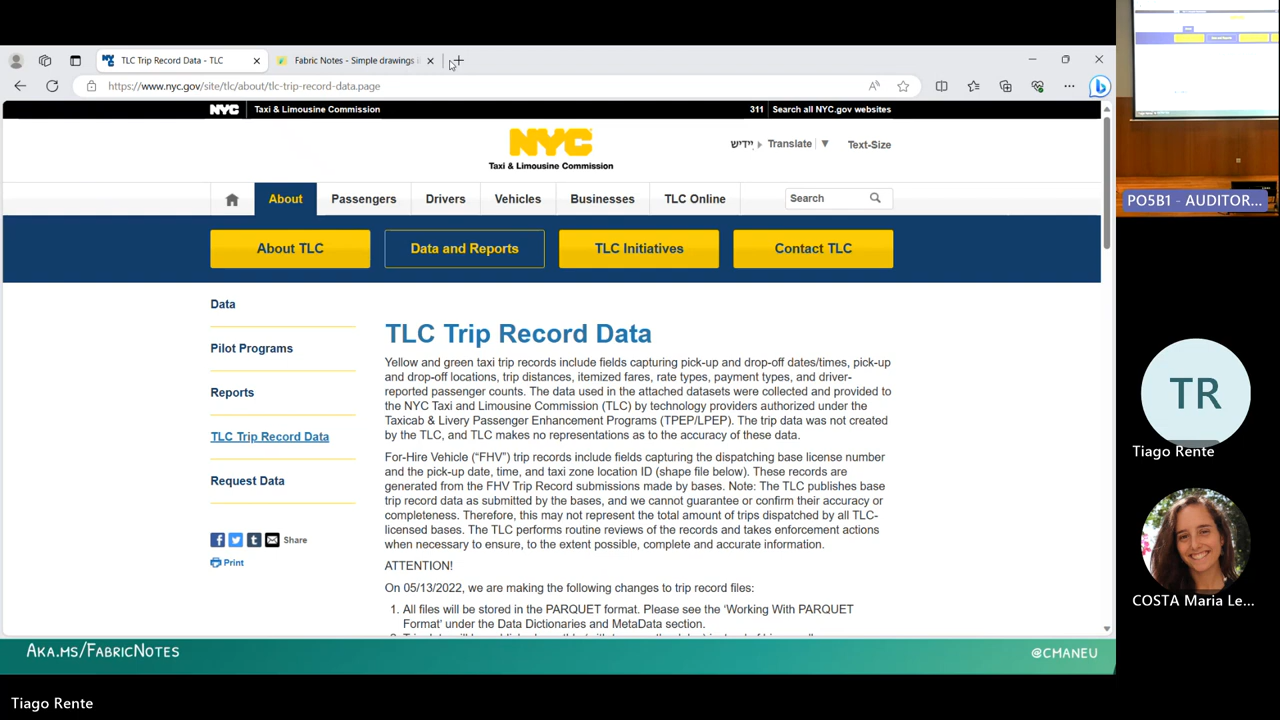 TLC Trip Record Data - TLC
Fabric Notes - Simple drawings
https://www.nyc.gov/site/tlc/about/tlc-trip-record-data.page
NYC Taxi & Limousine Commission
311 Search all NYC.gov websites
NYC
Taxi & Limousine Commission
יידיש Translate Text-Size
About Passengers Drivers Vehicles Businesses TLC Online Search
About TLC Data and Reports TLC Initiatives Contact TLC
Data
Pilot Programs
Reports
TLC Trip Record Data
Request Data
Share
Print
TLC Trip Record Data
Yellow and green taxi trip records include fields capturing pick-up and drop-off dates/times, pick-up
and drop-off locations, trip distances, itemized fares, rate types, payment types, and driver-
reported passenger counts. The data used in the attached datasets were collected and provided to
the NYC Taxi and Limousine Commission (TLC) by technology providers authorized under the
Taxicab & Livery Passenger Enhancement Programs (TPEP/LPEP). The trip data was not created
by the TLC, and TLC makes no representations as to the accuracy of these data.
For-Hire Vehicle (“FHV”) trip records include fields capturing the dispatching base license number
and the pick-up date, time, and taxi zone location ID (shape file below). These records are
generated from the FHV Trip Record submissions made by bases. Note: The TLC publishes base
trip record data as submitted by the bases, and we cannot guarantee or confirm their accuracy or
completeness. Therefore, this may not represent the total amount of trips dispatched by all TLC-
licensed bases. The TLC performs routine reviews of the records and takes enforcement actions
when necessary to ensure, to the extent possible, complete and accurate information.
ATTENTION!
On 05/13/2022, we are making the following changes to trip record files:
1. All files will be stored in the PARQUET format. Please see the ‘Working With PARQUET
Format’ under the Data Dictionaries and MetaData section.
AKA.MS/FABRICNOTES
@CMANEU
Tiago Rente
PO5B1 - AUDITOR...
TR
Tiago Rente
COSTA Maria Le...